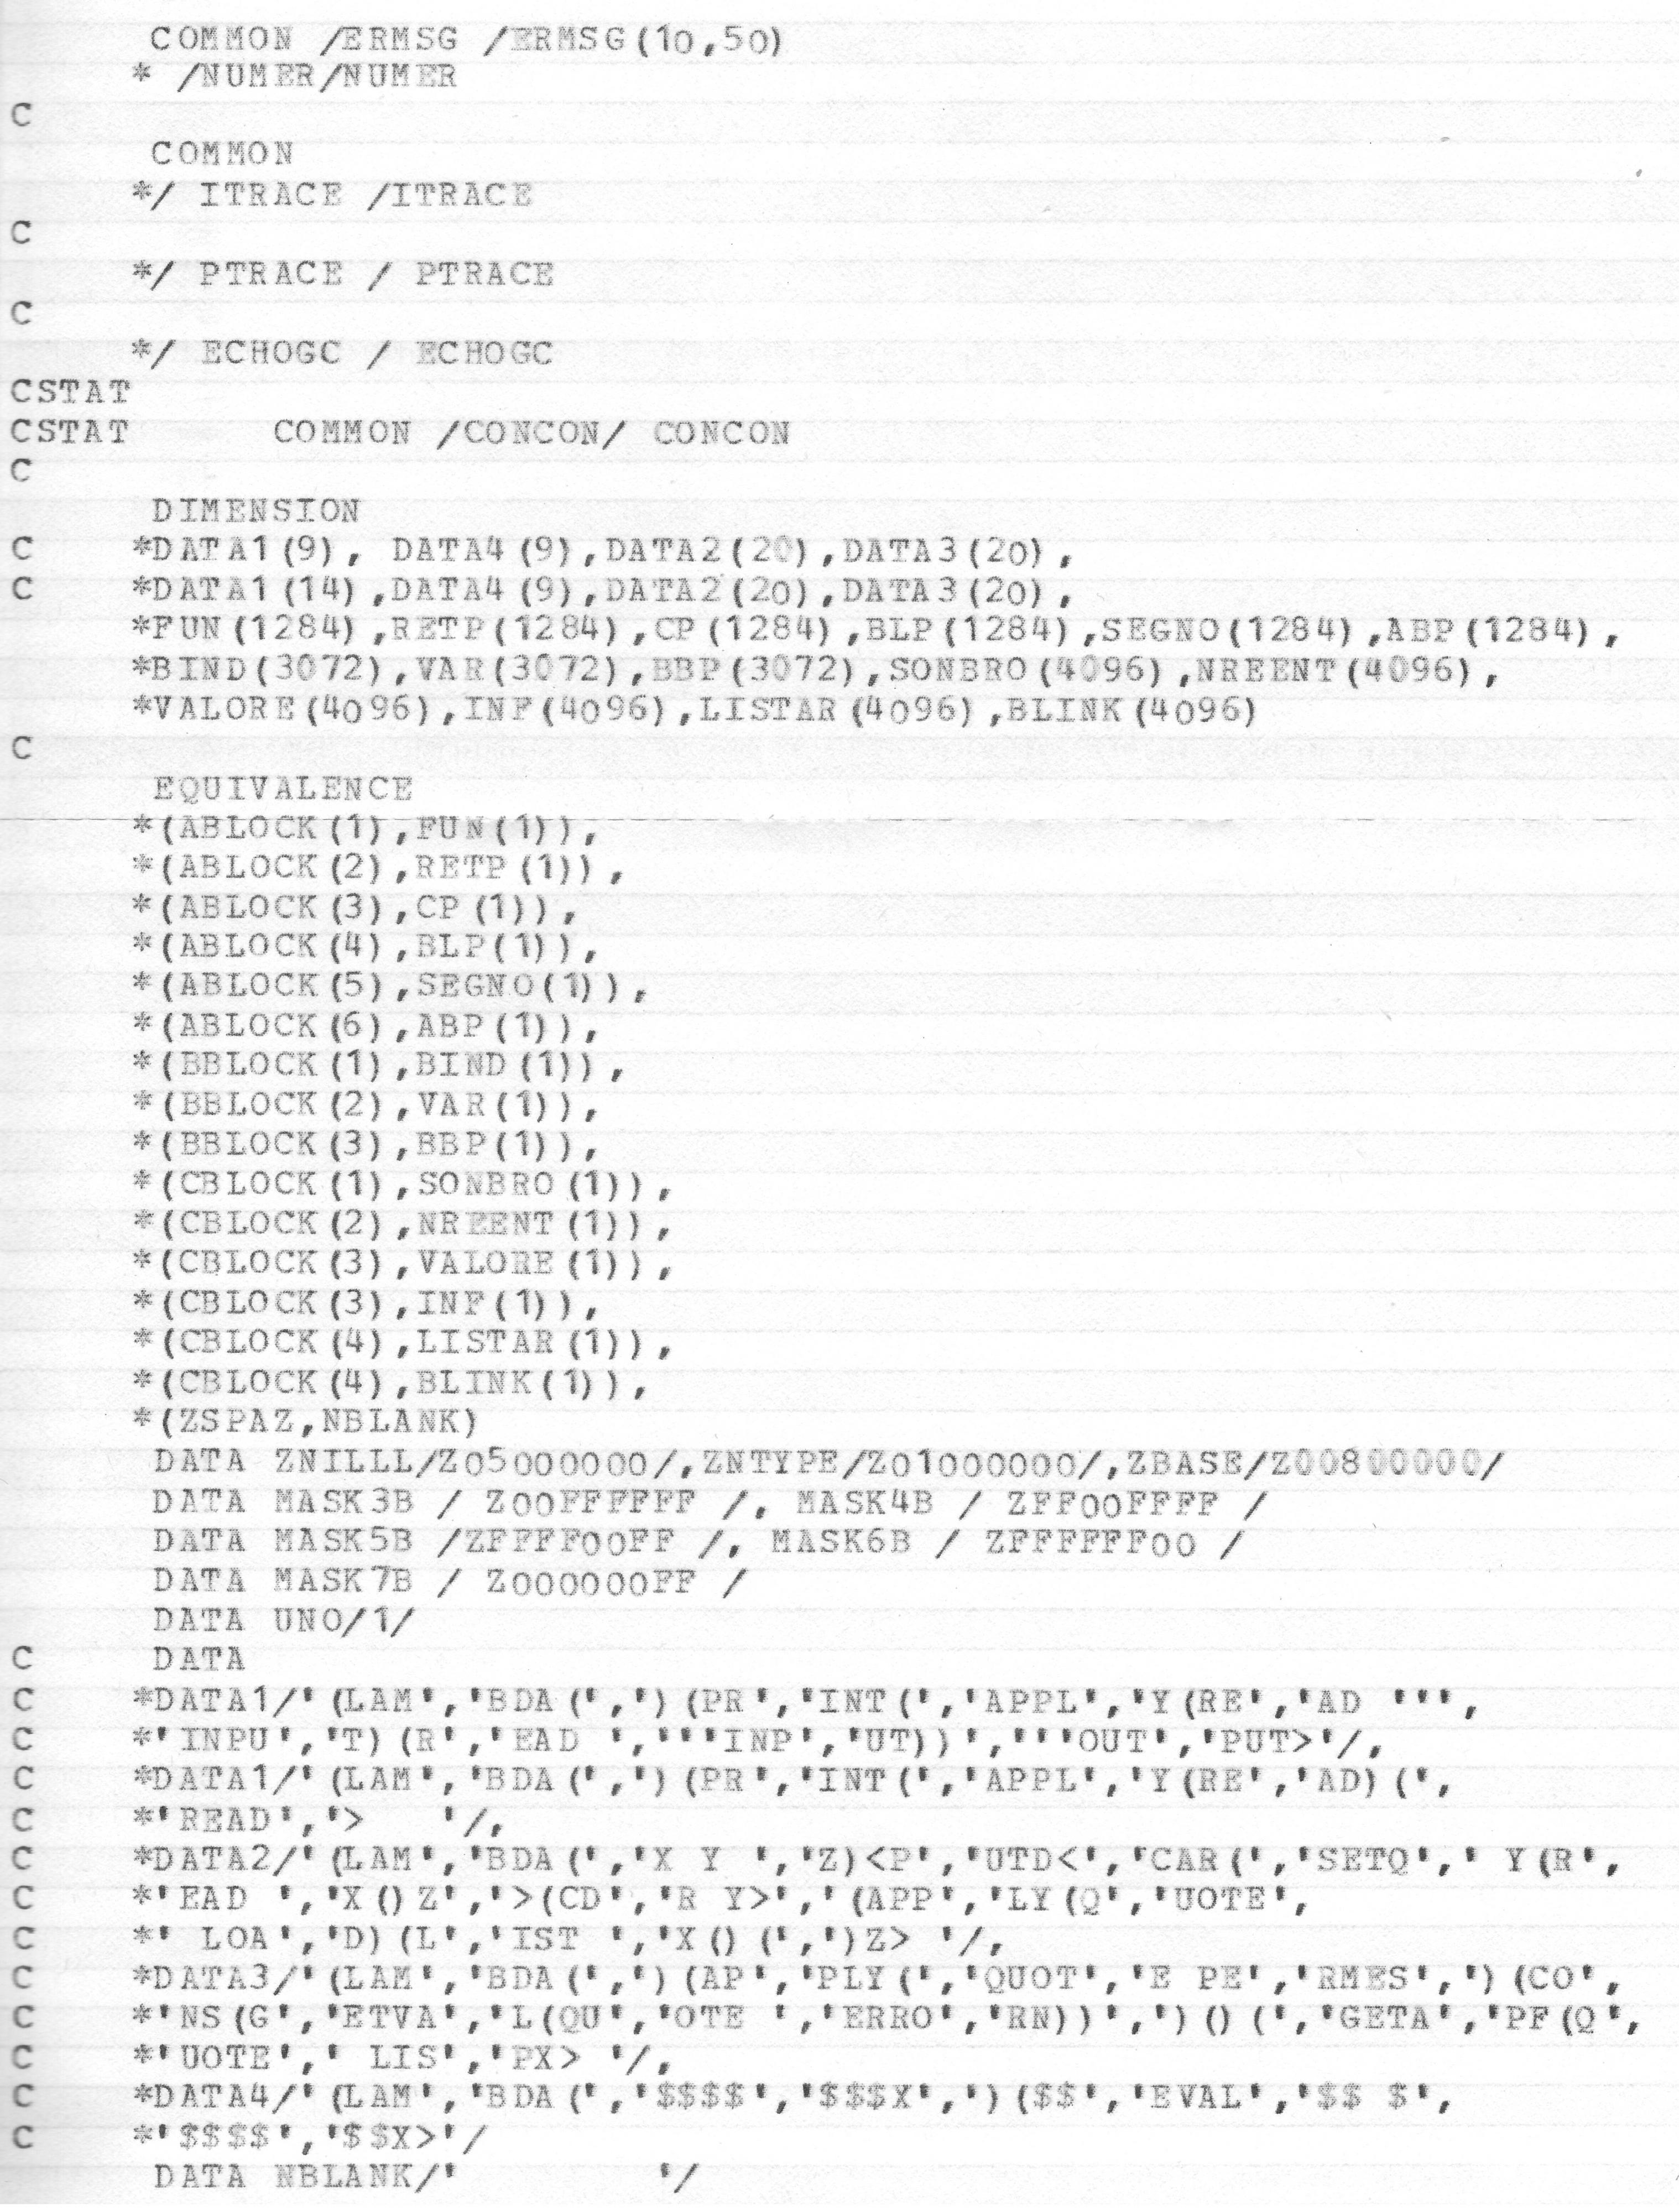 COMMON /ERMSG /ERMSG(10,50)
     * /NUMER/NUMER
C
      COMMON
     */ ITRACE /ITRACE
C
     */ PTRACE / PTRACE
C
     */ ECHOGC / ECHOGC
CSTAT
CSTAT      COMMON /CONCON/ CONCON
C
      DIMENSION
C    *DATA1(9), DATA4(9),DATA2(20),DATA3(20),
C    *DATA1(14),DATA4(9),DATA2(20),DATA3(20),
     *FUN(1284),RETP(1284),CP(1284),BLP(1284),SEGNO(1284),ABP(1284),
     *BIND(3072),VAR(3072),BBP(3072),SONBRO(4096),NREENT(4096),
     *VALORE(4096),INF(4096),LISTAR(4096),BLINK(4096)
C
      EQUIVALENCE
     *(ABLOCK(1),FUN(1)),
     *(ABLOCK(2),RETP(1)),
     *(ABLOCK(3),CP(1)),
     *(ABLOCK(4),BLP(1)),
     *(ABLOCK(5),SEGNO(1)),
     *(ABLOCK(6),ABP(1)),
     *(BBLOCK(1),BIND(1)),
     *(BBLOCK(2),VAR(1)),
     *(BBLOCK(3),BBP(1)),
     *(CBLOCK(1),SONBRO(1)),
     *(CBLOCK(2),NREENT(1)),
     *(CBLOCK(3),VALORE(1)),
     *(CBLOCK(3),INF(1)),
     *(CBLOCK(4),LISTAR(1)),
     *(CBLOCK(4),BLINK(1)),
     *(ZSPAZ,NBLANK)
      DATA ZNILLL/Z05000000/,ZNTYPE/Z01000000/,ZBASE/Z00800000/
      DATA MASK3B / Z00FFFFFF /, MASK4B / ZFF00FFFF /
      DATA MASK5B /ZFFFF00FF /, MASK6B / ZFFFFFF00 /
      DATA MASK7B / Z000000FF /
      DATA UNO/1/
C     DATA
C    *DATA1/'(LAM','BDA(',')(PR','INT(','APPL','Y(RE','AD ''',
C    *'INPU','T)(R','EAD ','''INP','UT))','''OUT','PUT>'/,
C    *DATA1/'(LAM','BDA(',')(PR','INT(','APPL','Y(RE','AD)(',
C    *'READ','>   '/,
C    *DATA2/'(LAM','BDA(','X Y ','Z)<P','UTD<','CAR(','SETQ',' Y(R',
C    *'EAD ','X()Z','>(CD','R Y>','(APP','LY(Q','UOTE',
C    *' LOA','D)(L','IST ','X()(',')Z> '/,
C    *DATA3/'(LAM','BDA(',')(AP','PLY(','QUOT','E PE','RMES',')(CO',
C    *'NS(G','ETVA','L(QU','OTE ','ERRO','RN))',')()(','GETA','PF(Q',
C    *'UOTE',' LIS','PX> '/,
C    *DATA4/'(LAM','BDA(','$$$$','$$$X',')($$','EVAL','$$ $',
C    *'$$$$','$$X>'/
      DATA NBLANK/'        '/